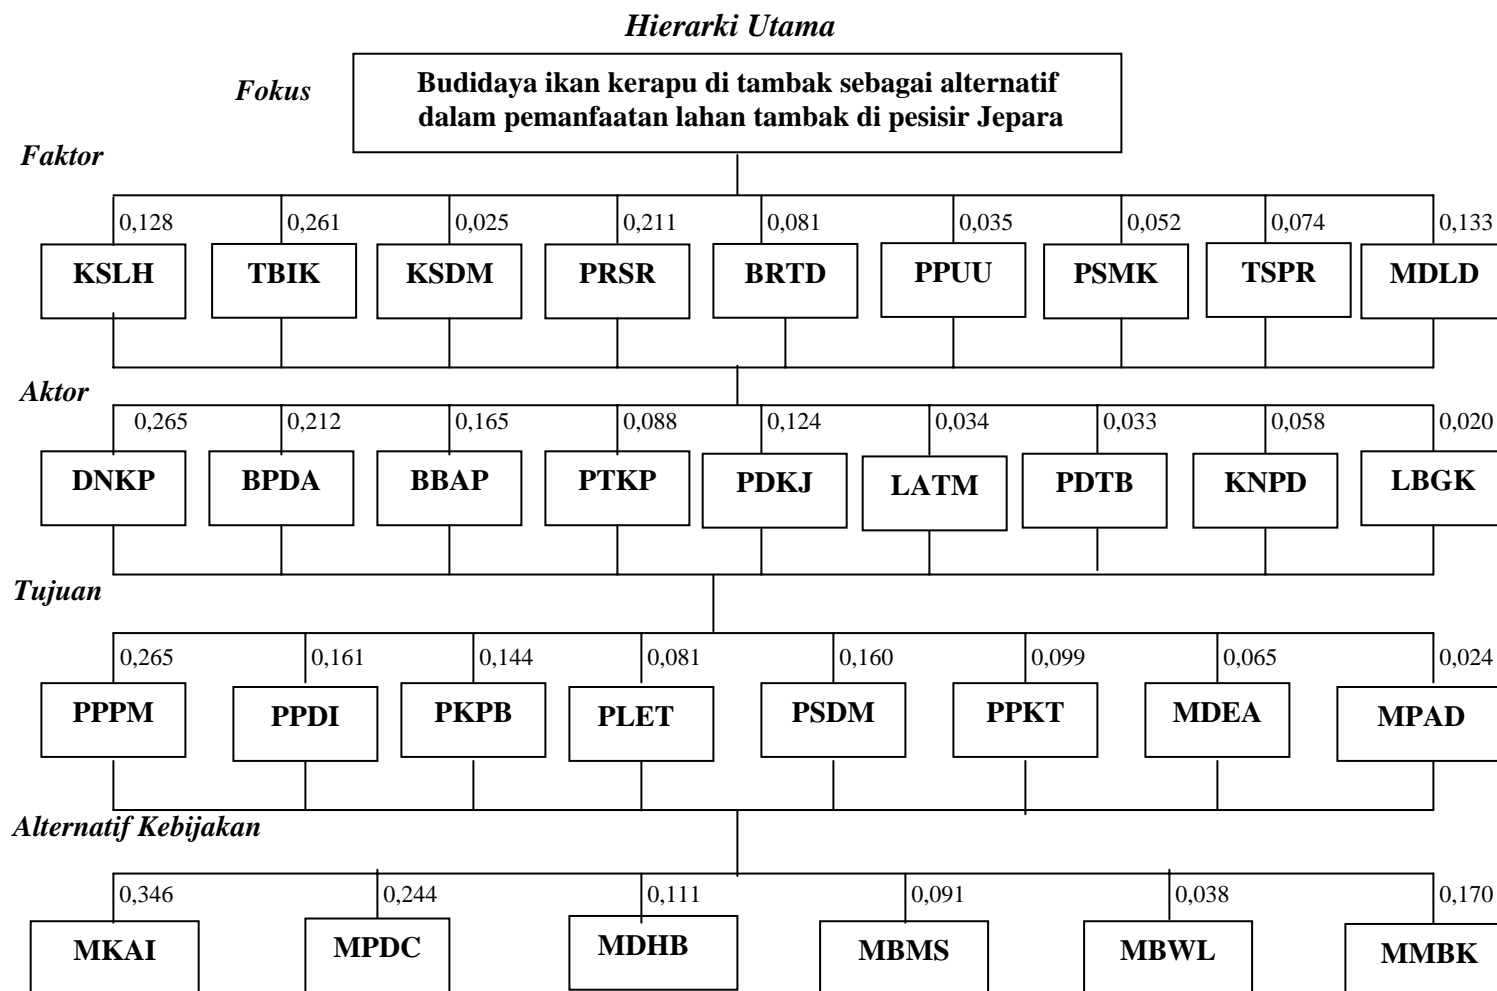 Hierarki Utama
Fokus
Budidaya ikan kerapu di tambak sebagai alternatif
dalam pemanfaatan lahan tambak di pesisir Jepara
Faktor
0,128 0,261 0,025 0,211 0,081 0,035 0,052 0,074 0,133
KSLH TBIK KSDM PRSR BRTD PPUU PSMK TSPR MDLD
Aktor
0,265 0,212 0,165 0,088 0,124 0,034 0,033 0,058 0,020
DNKP BPDA BBAP PTKP PDKJ LATM PDTB KNPD LBGK
Tujuan
0,265 0,161 0,144 0,081 0,160 0,099 0,065 0,024
PPPM PPDI PKPB PLET PSDM PPKT MDEA MPAD
Alternatif Kebijakan
0,346 0,244 0,111 0,091 0,038 0,170
MKAI MPDC MDHB MBMS MBWL MMBK